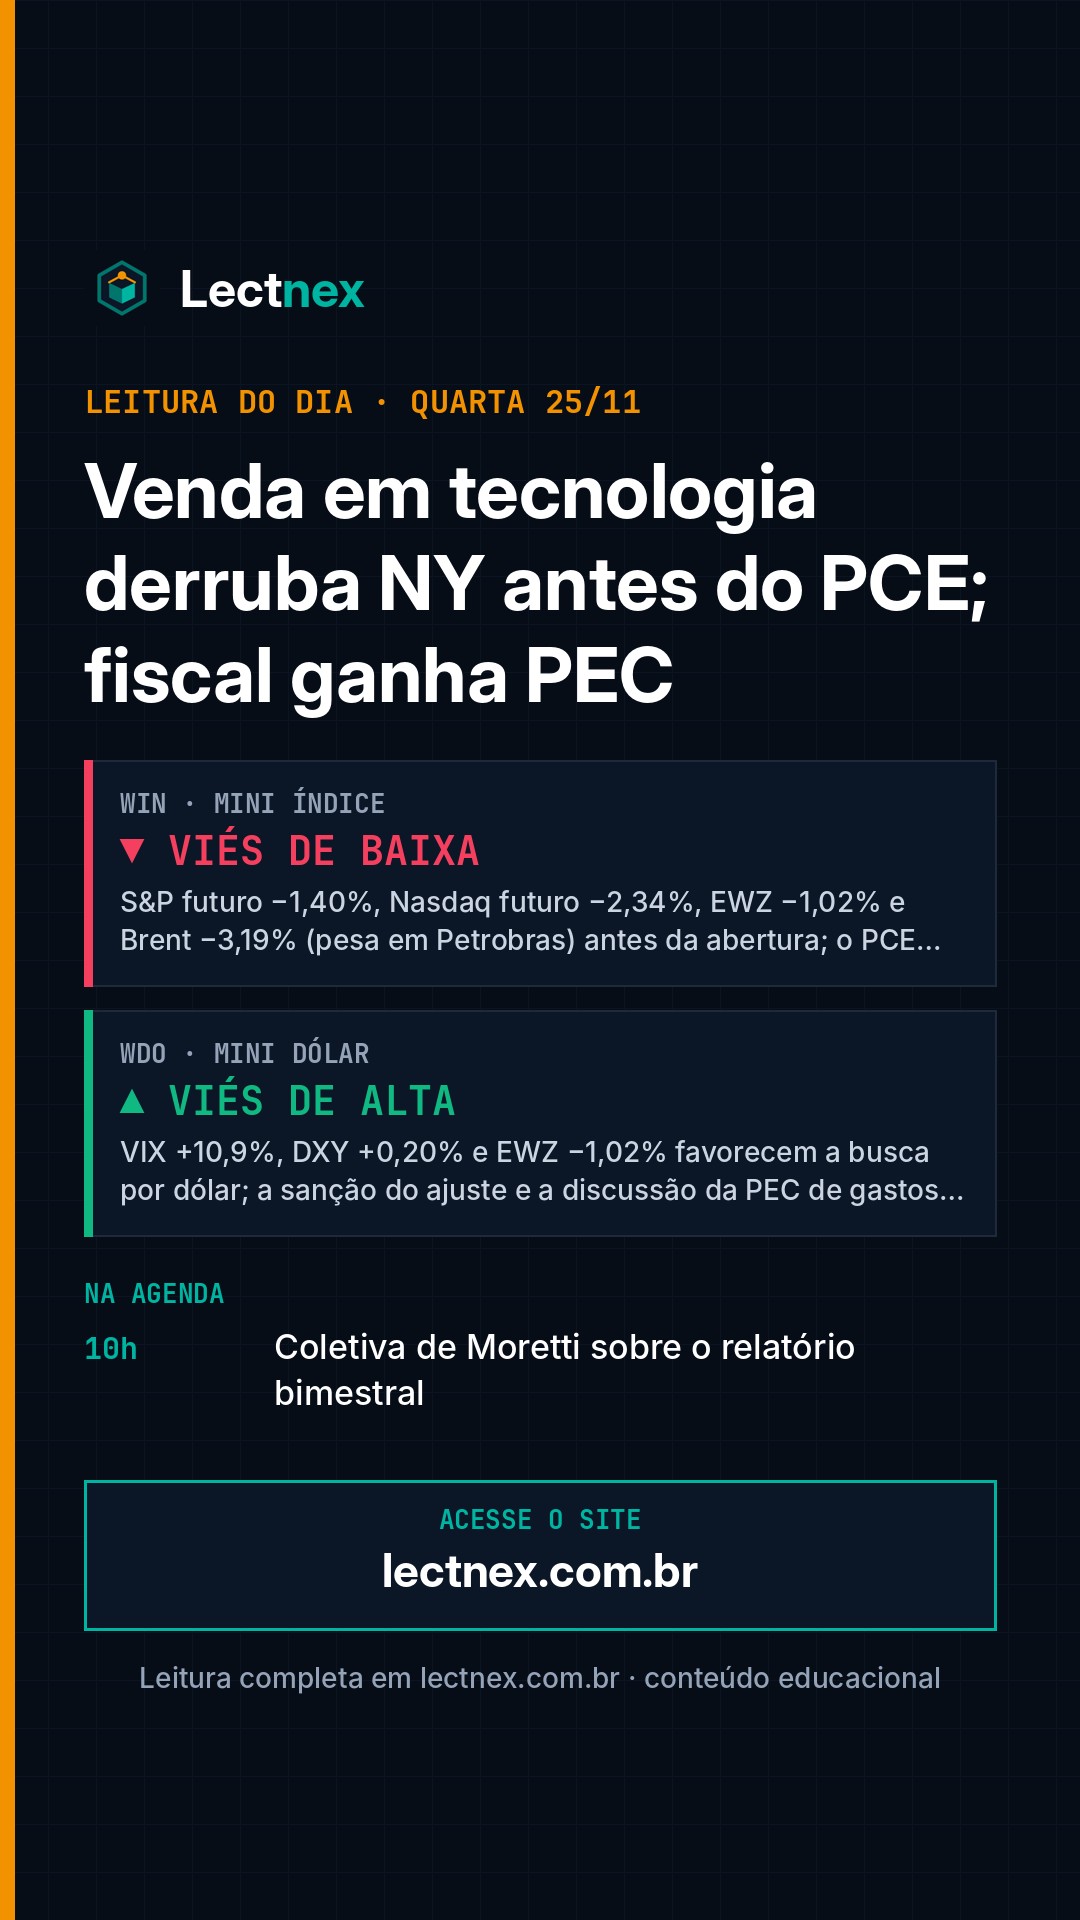 Lectnex
LEITURA DO DIA · QUARTA 25/11
Venda em tecnologia
derruba NY antes do PCE;
fiscal ganha PEC
WIN · MINI ÍNDICE
▼ VIÉS DE BAIXA
S&P futuro −1,40%, Nasdaq futuro −2,34%, EWZ −1,02% e
Brent −3,19% (pesa em Petrobras) antes da abertura; o PCE...
WDO · MINI DÓLAR
▲ VIÉS DE ALTA
VIX +10,9%, DXY +0,20% e EWZ −1,02% favorecem a busca
por dólar; a sanção do ajuste e a discussão da PEC de gastos...
NA AGENDA
10h Coletiva de Moretti sobre o relatório
bimestral
ACESSE O SITE
lectnex.com.br
Leitura completa em lectnex.com.br · conteúdo educacional